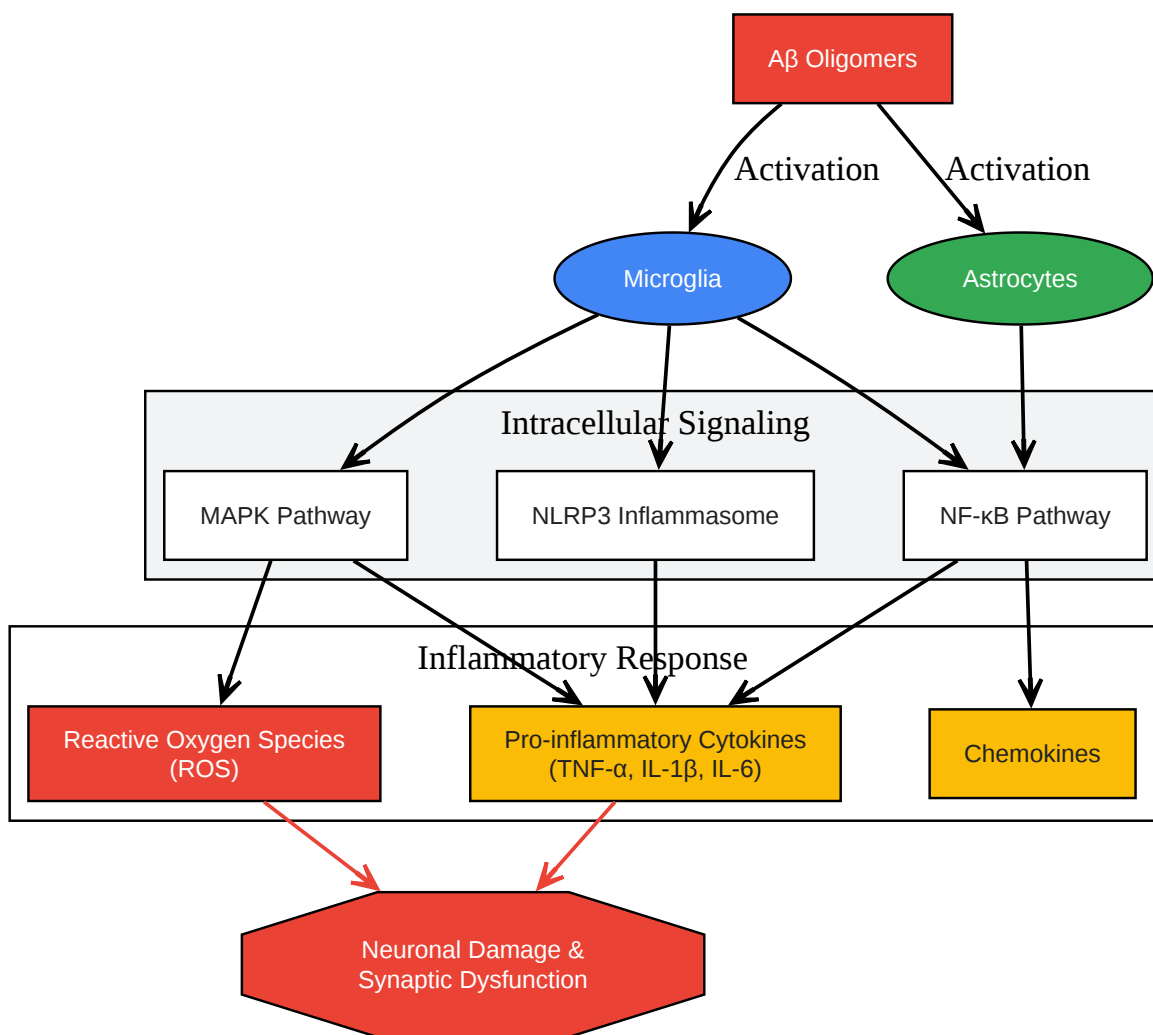 Aβ Oligomers
Activation
Activation
Microglia
Astrocytes
Intracellular Signaling
MAPK Pathway
NLRP3 Inflammasome
NF-κB Pathway
Inflammatory Response
Reactive Oxygen Species
(ROS)
Pro-inflammatory Cytokines
(TNF-α, IL-1β, IL-6)
Chemokines
Neuronal Damage &
Synaptic Dysfunction